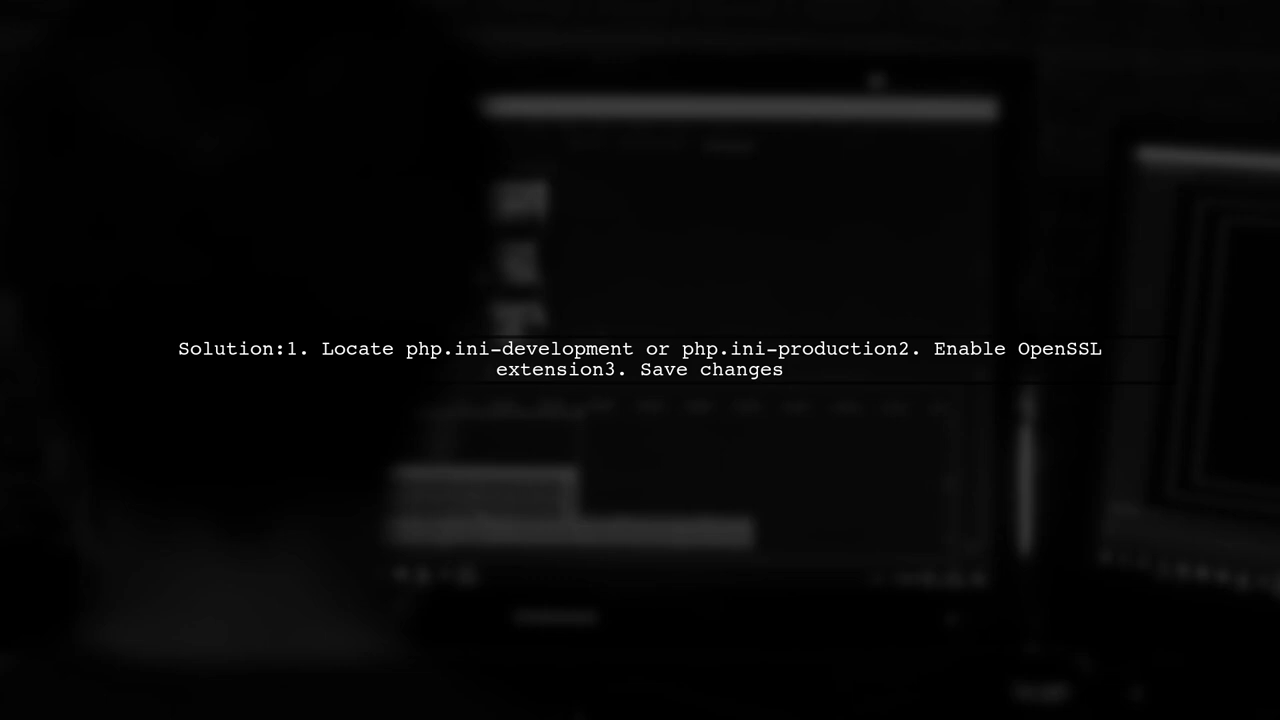 Solution:1. Locate php.ini-development or php.ini-production2. Enable OpenSSL
extension3. Save changes